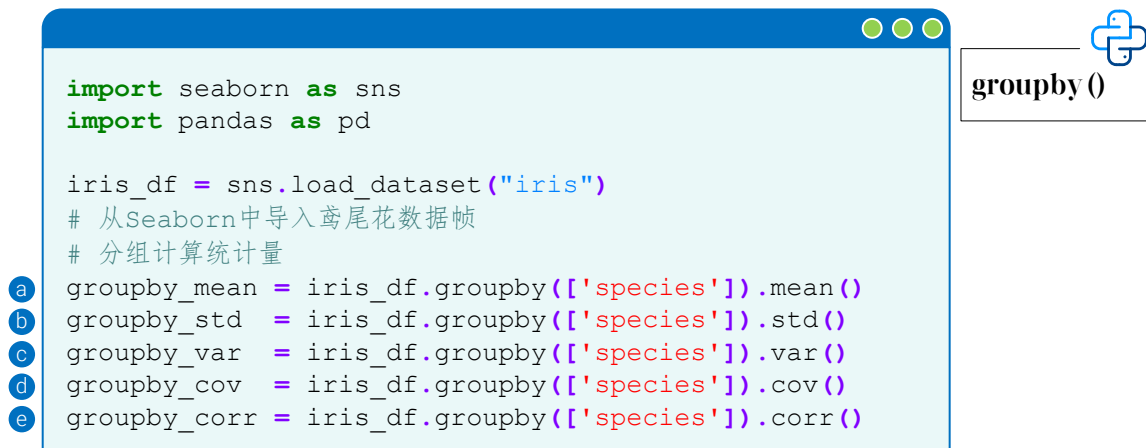 import seaborn as sns
import pandas as pd
iris_df = sns.load_dataset("iris")
# 从Seaborn中导入鸢尾花数据帧
# 分组计算统计量
a groupby_mean = iris_df.groupby(['species']).mean()
b groupby_std  = iris_df.groupby(['species']).std()
c groupby_var  = iris_df.groupby(['species']).var()
d groupby_cov  = iris_df.groupby(['species']).cov()
e groupby_corr = iris_df.groupby(['species']).corr()
groupby ()